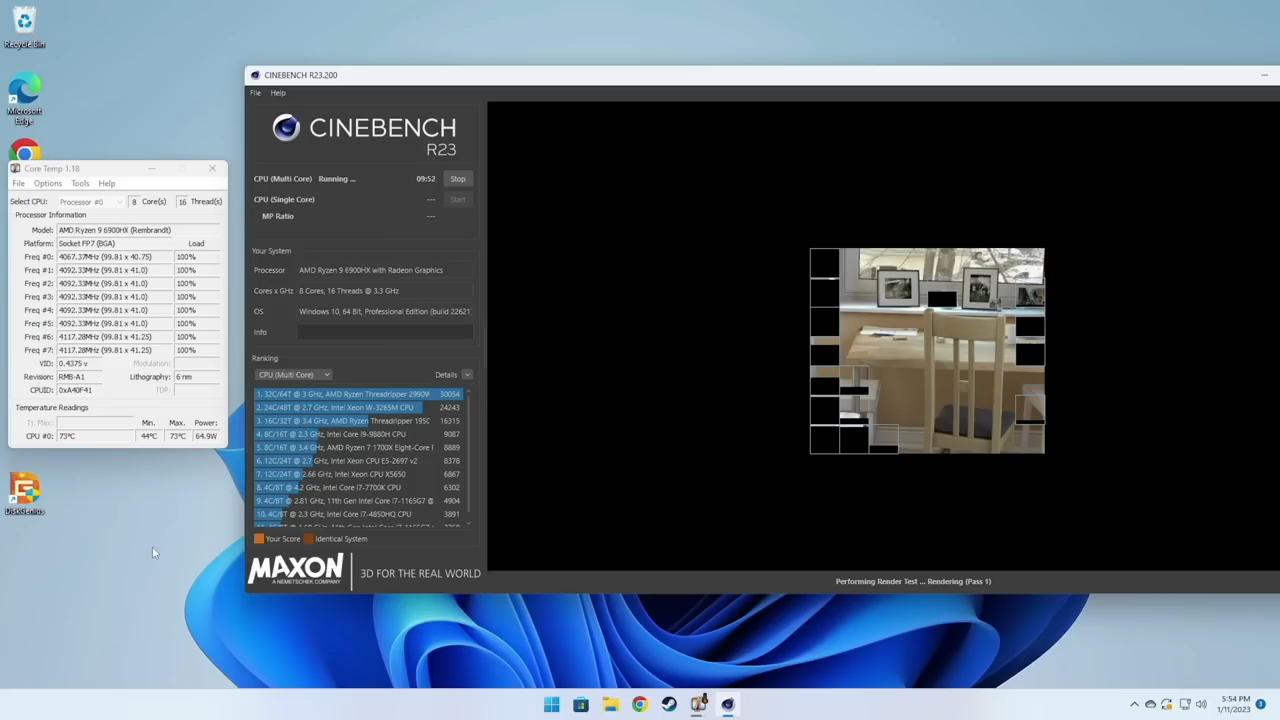 Recycle Bin
Microsoft
Edge
DiskGenius
Core Temp 1.18
File Options Tools Help
Select CPU: Processor #0 8 Core(s) 16 Thread(s)
Processor Information
Model: AMD Ryzen 9 6900HX (Rembrandt)
Platform: Socket FP7 (BGA) Load
Freq #0: 4067.37MHz (99.81 x 40.75) 100%
Freq #1: 4092.33MHz (99.81 x 41.0) 100%
Freq #2: 4092.33MHz (99.81 x 41.0) 100%
Freq #3: 4092.33MHz (99.81 x 41.0) 100%
Freq #4: 4092.33MHz (99.81 x 41.0) 100%
Freq #5: 4092.33MHz (99.81 x 41.0) 100%
Freq #6: 4117.28MHz (99.81 x 41.25) 100%
Freq #7: 4117.28MHz (99.81 x 41.25) 100%
VID: 0.4375 v Modulation:
Revision: RMB-A1 Lithography: 6 nm
CPUID: 0xA40F41 TDP:
Temperature Readings
Tj. Max: Min. Max. Power:
CPU #0: 73°C 44°C 73°C 64.9W
CINEBENCH R23.200
File Help
CINEBENCH
R23
CPU (Multi Core) Running ... 09:52 Stop
CPU (Single Core) --- Start
MP Ratio ---
Your System
Processor AMD Ryzen 9 6900HX with Radeon Graphics
Cores x GHz 8 Cores, 16 Threads @ 3.3 GHz
OS Windows 10, 64 Bit, Professional Edition (build 22621)
Info
Ranking
CPU (Multi Core) Details
1. 32C/64T @ 3 GHz, AMD Ryzen Threadripper 2990W 30054
2. 24C/48T @ 2.7 GHz, Intel Xeon W-3265M CPU 24243
3. 16C/32T @ 3.4 GHz, AMD Ryzen Threadripper 1950 16315
4. 8C/16T @ 2.3 GHz, Intel Core i9-9880H CPU 9087
5. 8C/16T @ 3.4 GHz, AMD Ryzen 7 1700X Eight-Core 8889
6. 12C/24T @ 2.7 GHz, Intel Xeon CPU E5-2697 v2 8378
7. 12C/24T @ 2.66 GHz, Intel Xeon CPU X5650 6867
8. 4C/8T @ 4.2 GHz, Intel Core i7-7700K CPU 6302
9. 4C/8T @ 2.81 GHz, 11th Gen Intel Core i7-1165G7 @ 4904
10. 4C/8T @ 2.3 GHz, Intel Core i7-4850HQ CPU 3891
Your Score Identical System
MAXON
A NEMETSCHEK COMPANY
3D FOR THE REAL WORLD
Performing Render Test ... Rendering (Pass 1)
5:54 PM
1/11/2023
3